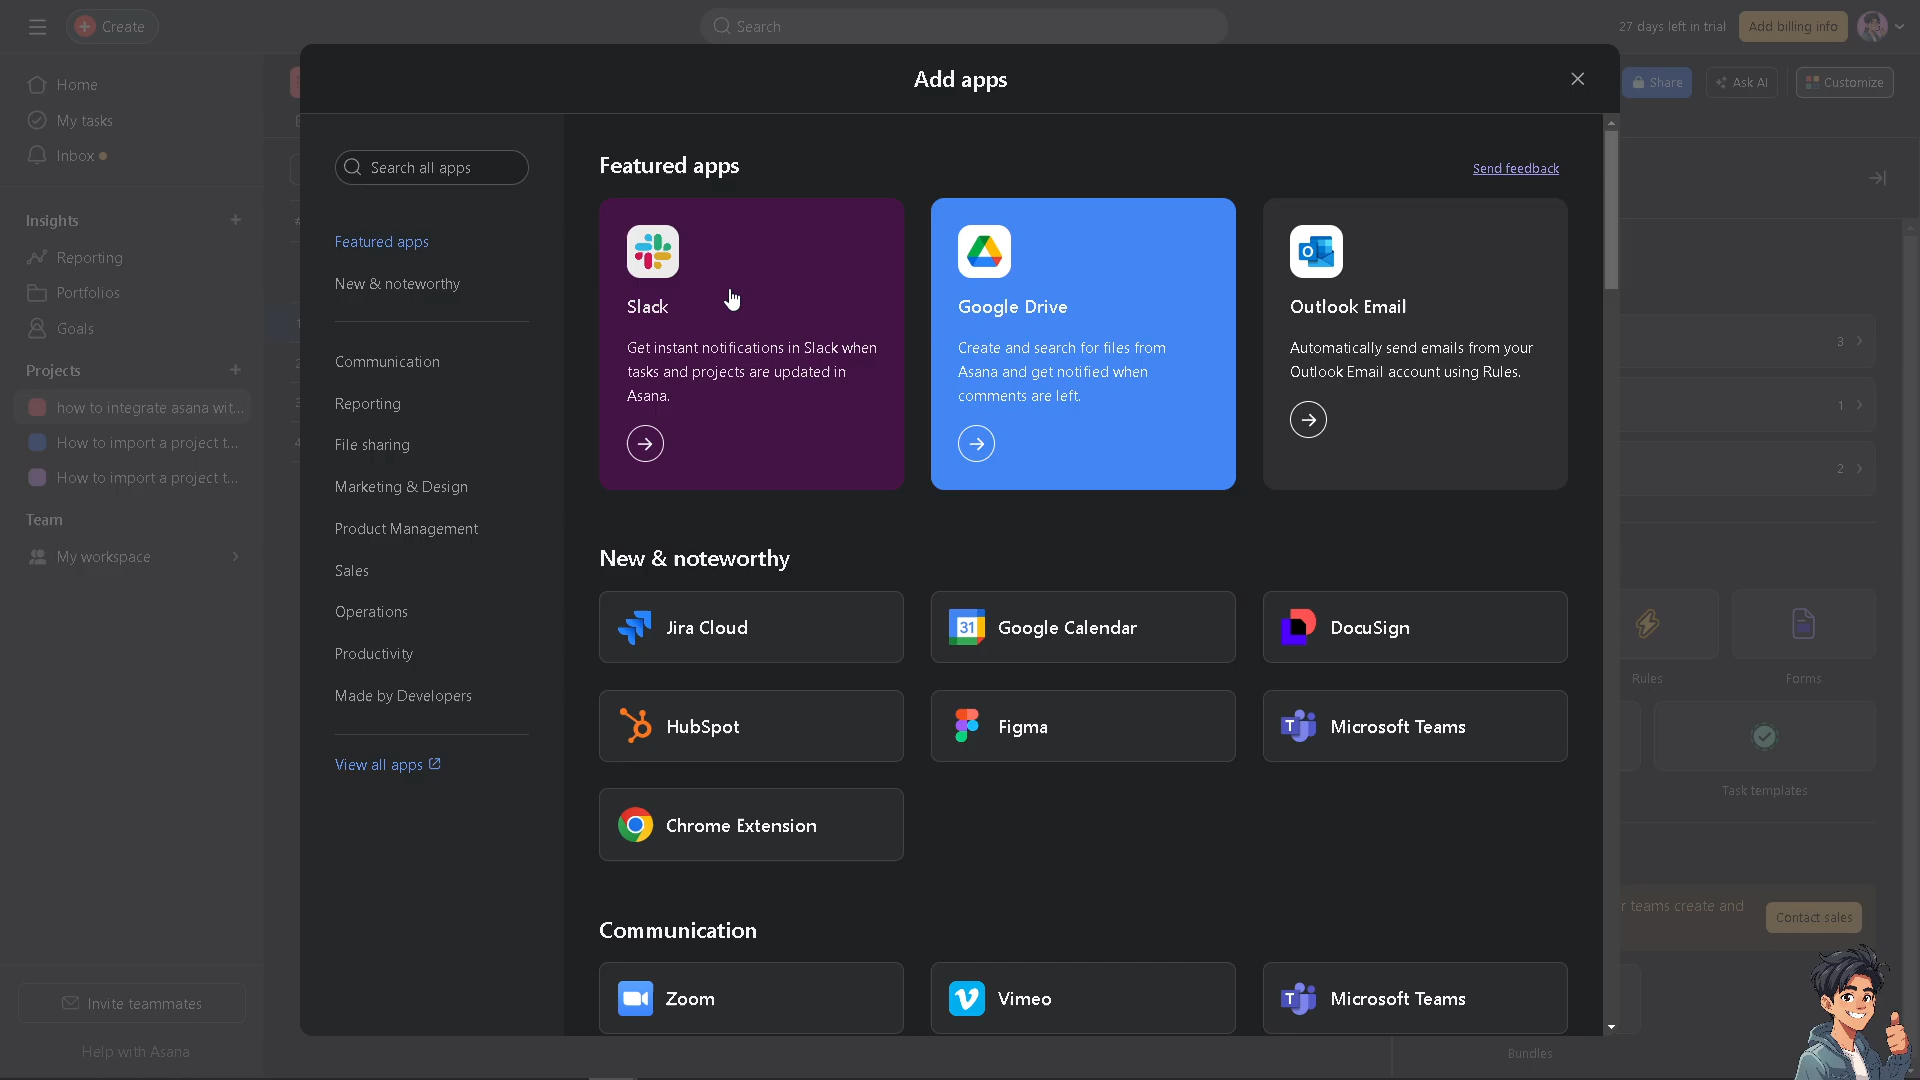 Create
Search
27 days left in trial
Add billing info
Home
My tasks
Inbox
Insights
Reporting
Portfolios
Goals
Projects
how to integrate asana wit...
How to import a project t...
How to import a project t...
Team
My workspace
Invite teammates
Help with Asana
Add apps
Search all apps
Featured apps
New & noteworthy
Communication
Reporting
File sharing
Marketing & Design
Product Management
Sales
Operations
Productivity
Made by Developers
View all apps
Featured apps
Send feedback
Slack
Get instant notifications in Slack when
tasks and projects are updated in
Asana.
Google Drive
Create and search for files from
Asana and get notified when
comments are left.
Outlook Email
Automatically send emails from your
Outlook Email account using Rules.
New & noteworthy
Jira Cloud
31
Google Calendar
DocuSign
HubSpot
Figma
Microsoft Teams
Chrome Extension
Communication
Zoom
Vimeo
Microsoft Teams
Share
Ask AI
Customize
3
1
2
Rules
Forms
Task templates
r teams create and
Contact sales
Bundles